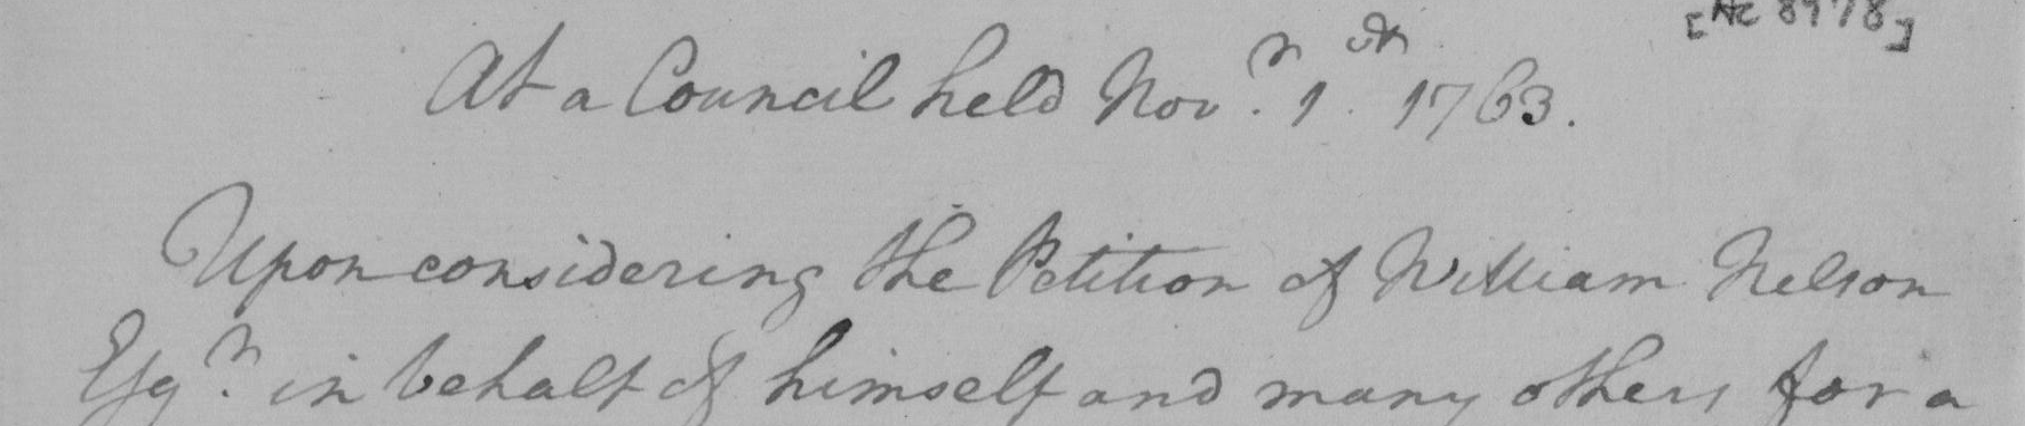 [Ac 8978]
At a Council held Novr. 1st. 1763.
Upon considering the Petition of William Nelson
Esqr. in behalf of himself and many others for a